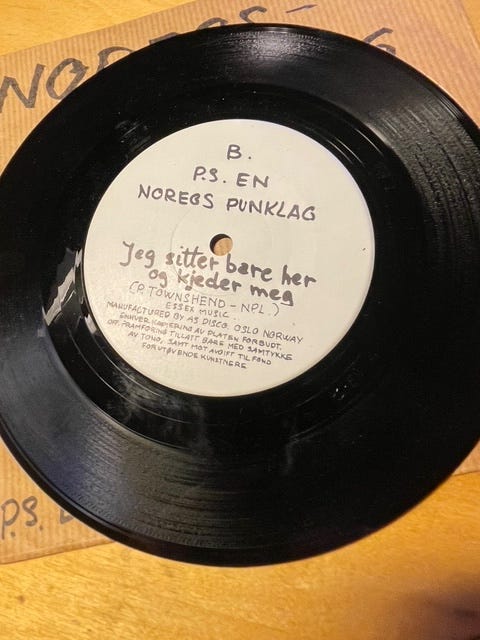 NOREGS
B.
P.S. EN
NOREGS PUNKLAG
Jeg sitter bare her
og kjeder meg
(P. TOWNSHEND - NPL.)
ESSEX MUSIC.
MANUFACTURED BY AS DISCO, OSLO NORWAY
ENHVER KOPIERING AV PLATEN FORBUDT.
OFF. FRAMFØRING TILLATT BARE MED SAMTYKKE
AV TONO, SAMT MOT AVGIFT TIL FOND
FOR UTØVENDE KUNSTNERE
P.S.